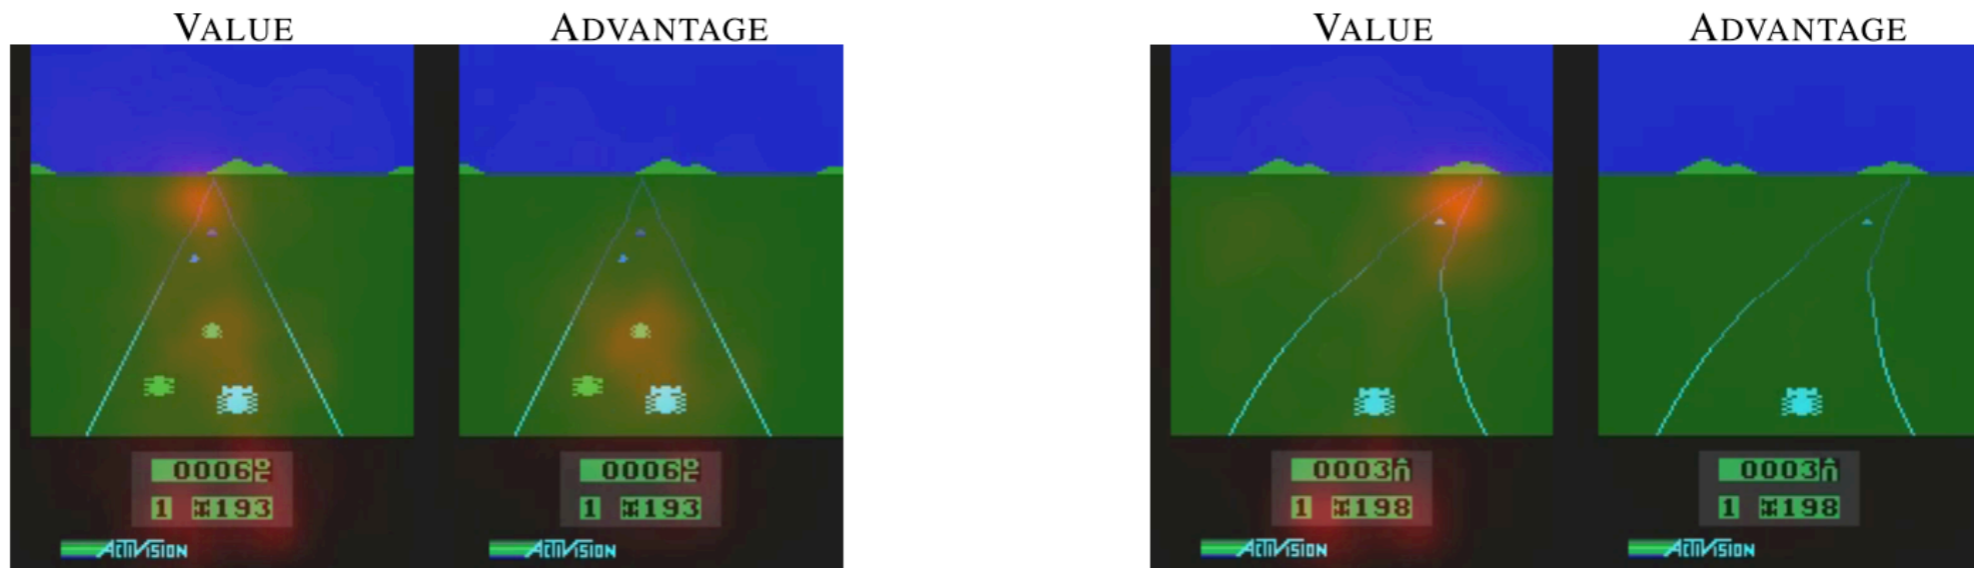 VALUE ADVANTAGE VALUE ADVANTAGE
0006 0006 0003 0003
1 193 1 193 1 198 1 198
ACTIVISION ACTIVISION ACTIVISION ACTIVISION